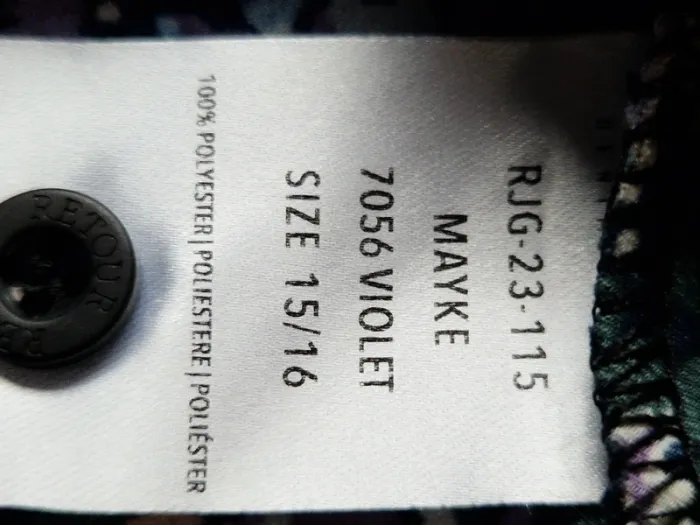 RJG-23-115
MAYKE
7056 VIOLET
SIZE 15/16
100% POLYESTER | POLIESTERE | POLIÉSTER
RETOUR